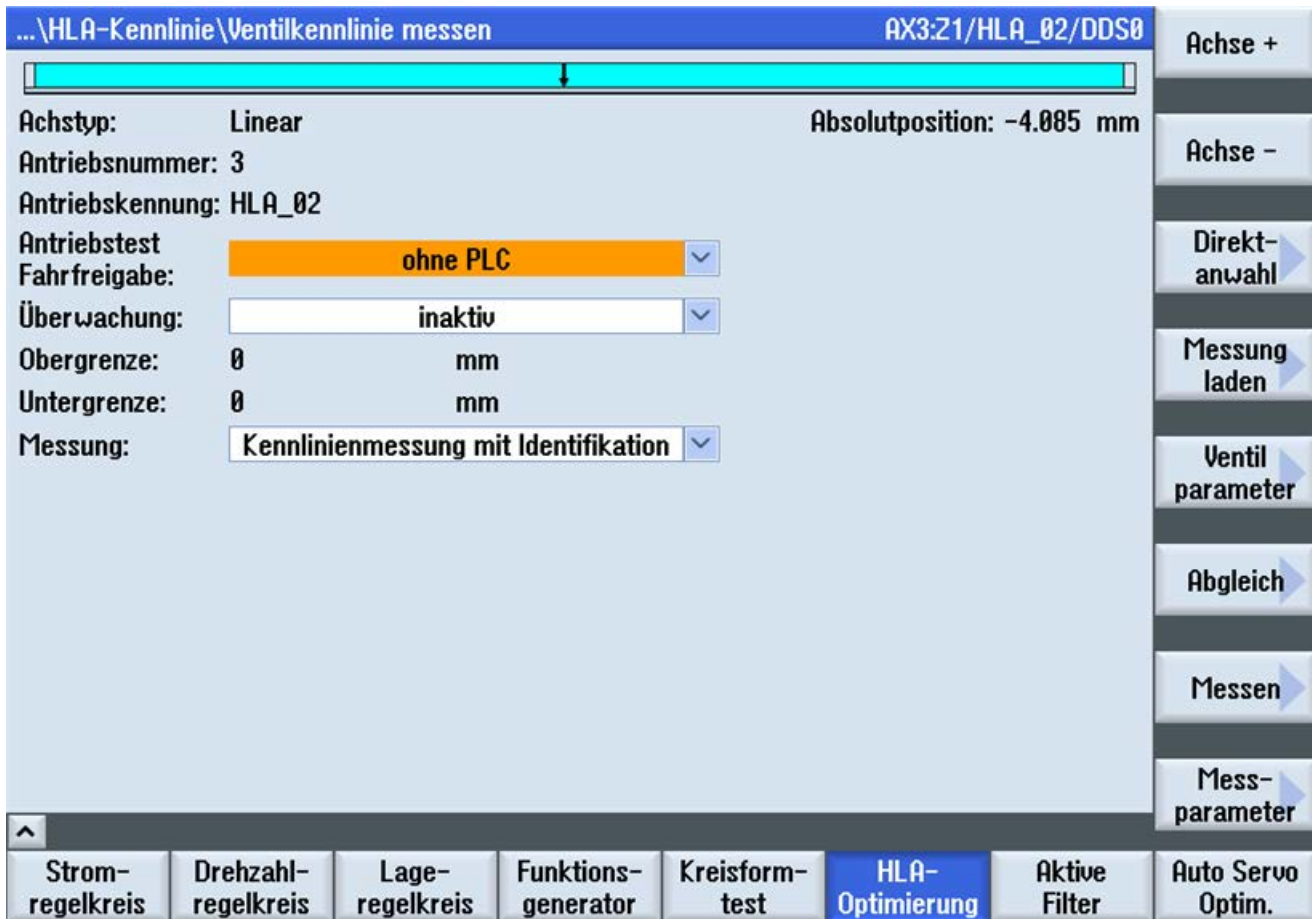 ...\HLA-Kennlinie\Ventilkennlinie messen AX3:Z1/HLA_02/DDS0
Achstyp: Linear Absolutposition: -4.085 mm
Antriebsnummer: 3
Antriebskennung: HLA_02
Antriebstest
Fahrfreigabe:
ohne PLC
Überwachung: inaktiv
Obergrenze: 0 mm
Untergrenze: 0 mm
Messung: Kennlinienmessung mit Identifikation
Achse +
Achse -
Direkt-
anwahl
Messung
laden
Ventil
parameter
Abgleich
Messen
Mess-
parameter
Strom-
regelkreis
Drehzahl-
regelkreis
Lage-
regelkreis
Funktions-
generator
Kreisform-
test
HLA-
Optimierung
Aktive
Filter
Auto Servo
Optim.